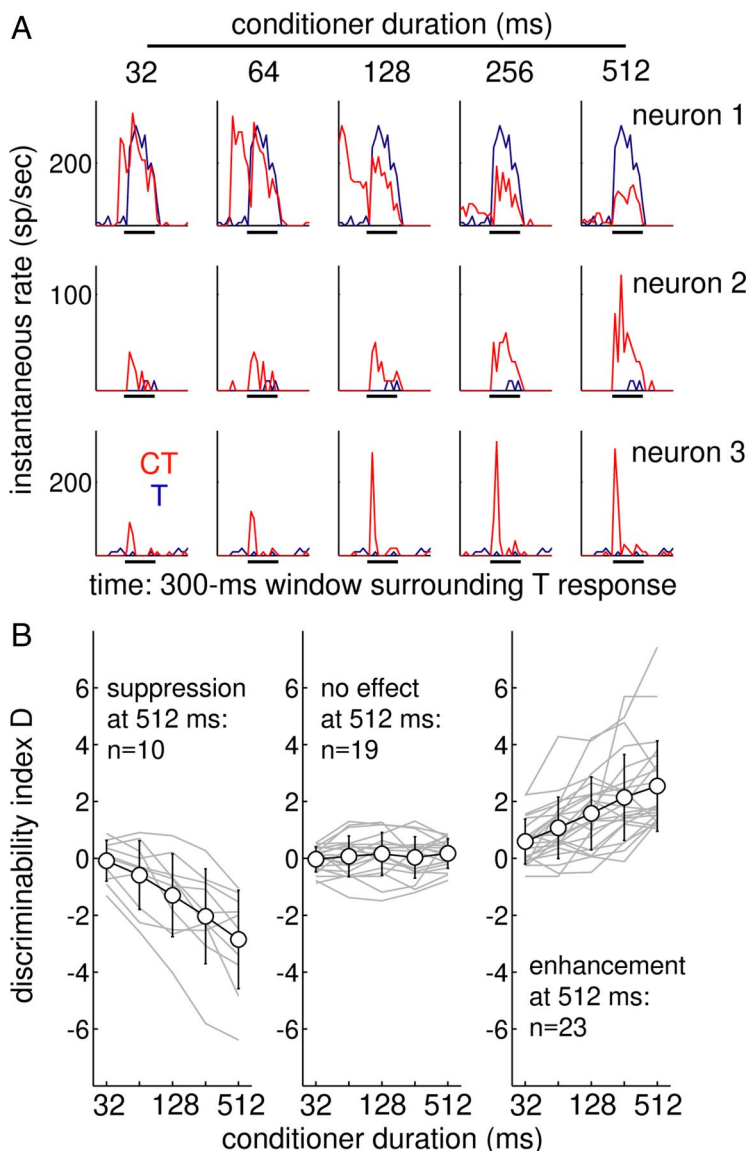 A
conditioner duration (ms)
32 64 128 256 512
neuron 1
200
instantaneous rate (sp/sec)
neuron 2
100
neuron 3
200
CT
T
time: 300-ms window surrounding T response
B
discriminability index D
6
4
2
0
-2
-4
-6
suppression
at 512 ms:
n=10
32 128 512
6
4
2
0
-2
-4
-6
no effect
at 512 ms:
n=19
32 128 512
6
4
2
0
-2
-4
-6
enhancement
at 512 ms:
n=23
32 128 512
conditioner duration (ms)